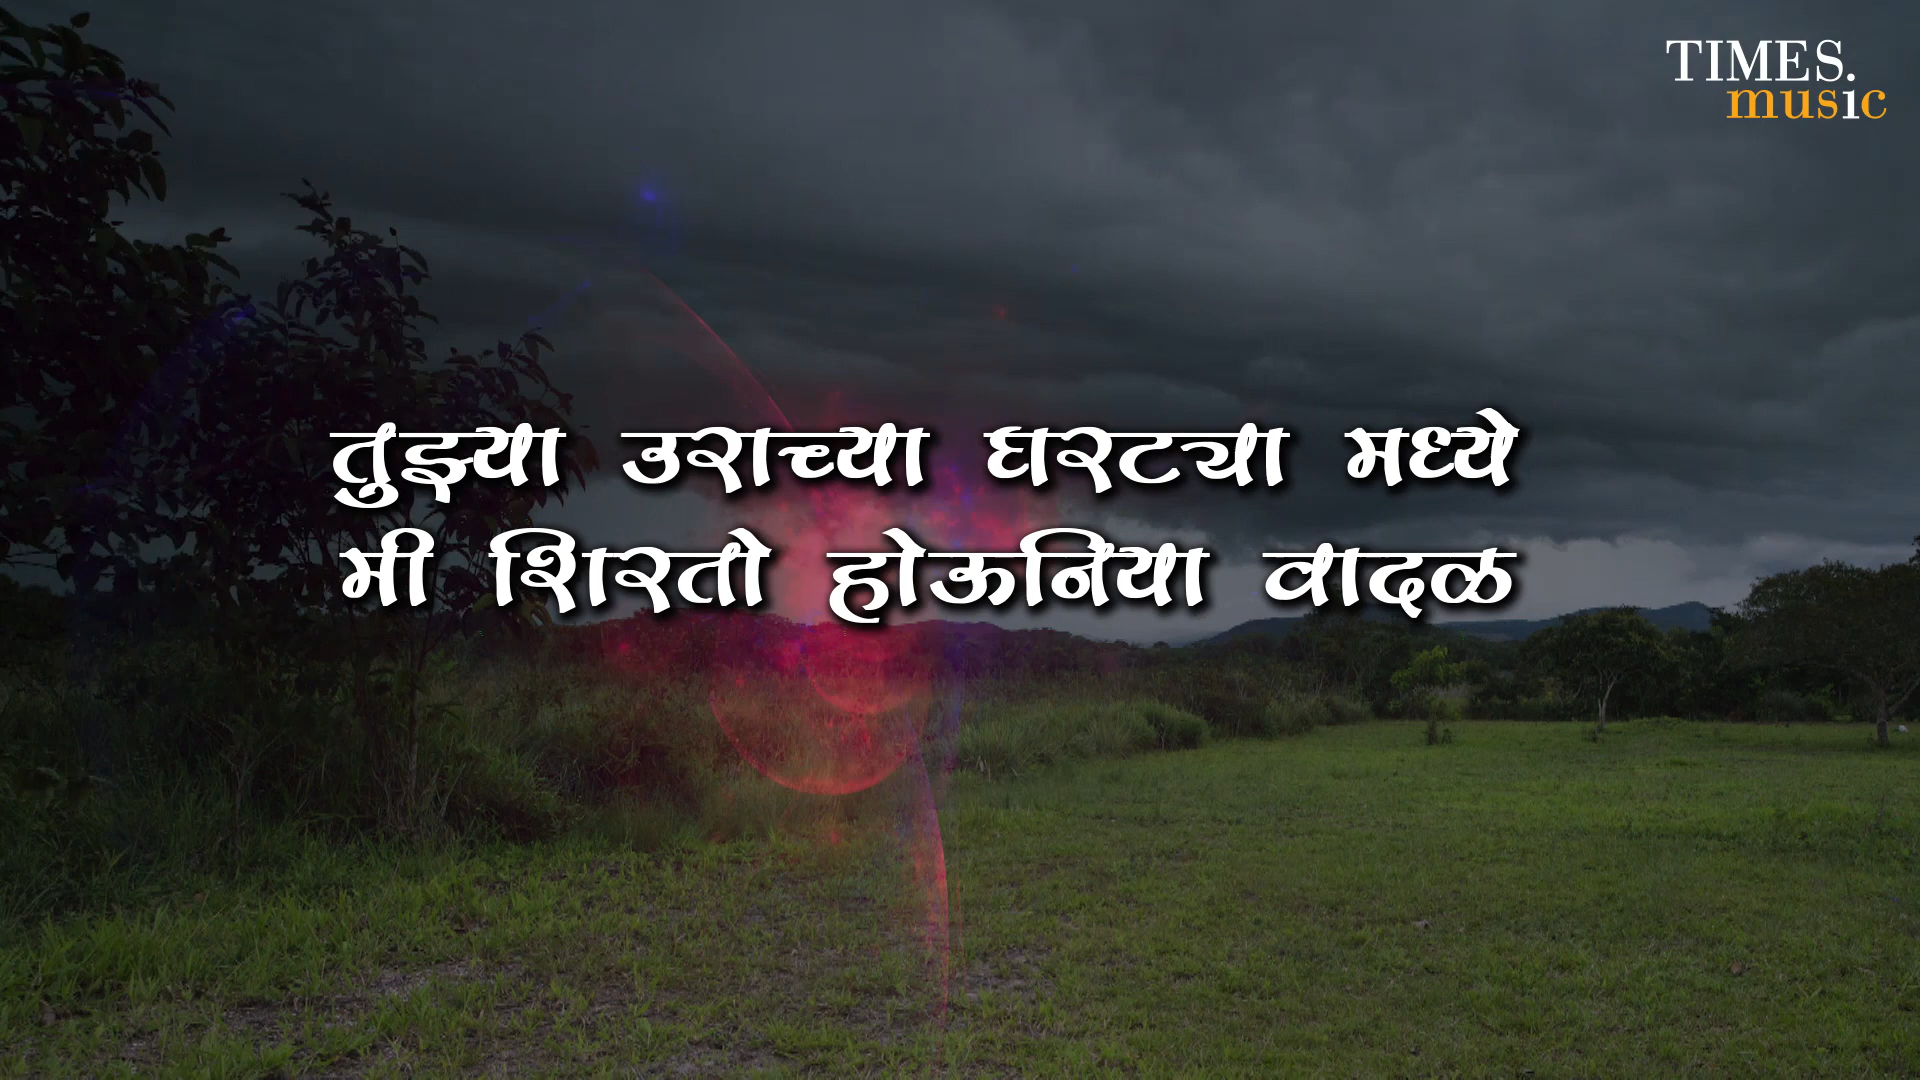 TIMES.
music
तुझ्या उराच्या घरट्या मध्ये
मी शिरतो होऊनिया वादळ